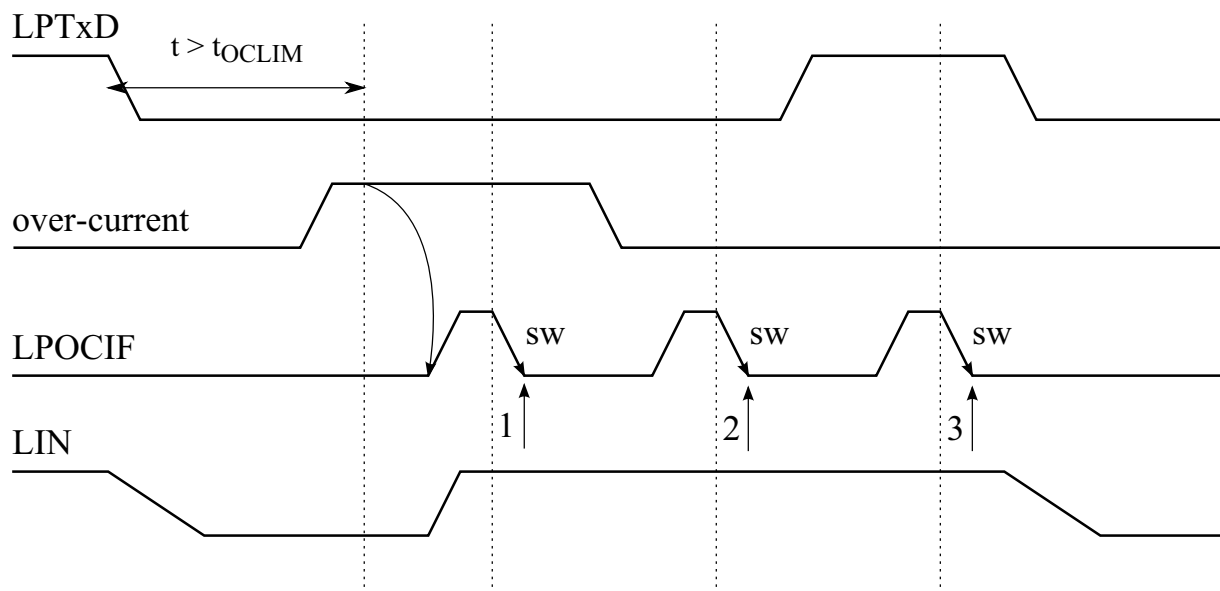 LPTxD
t > tOCLIM
over-current
LPOCIF
sw
sw
sw
1
2
3
LIN